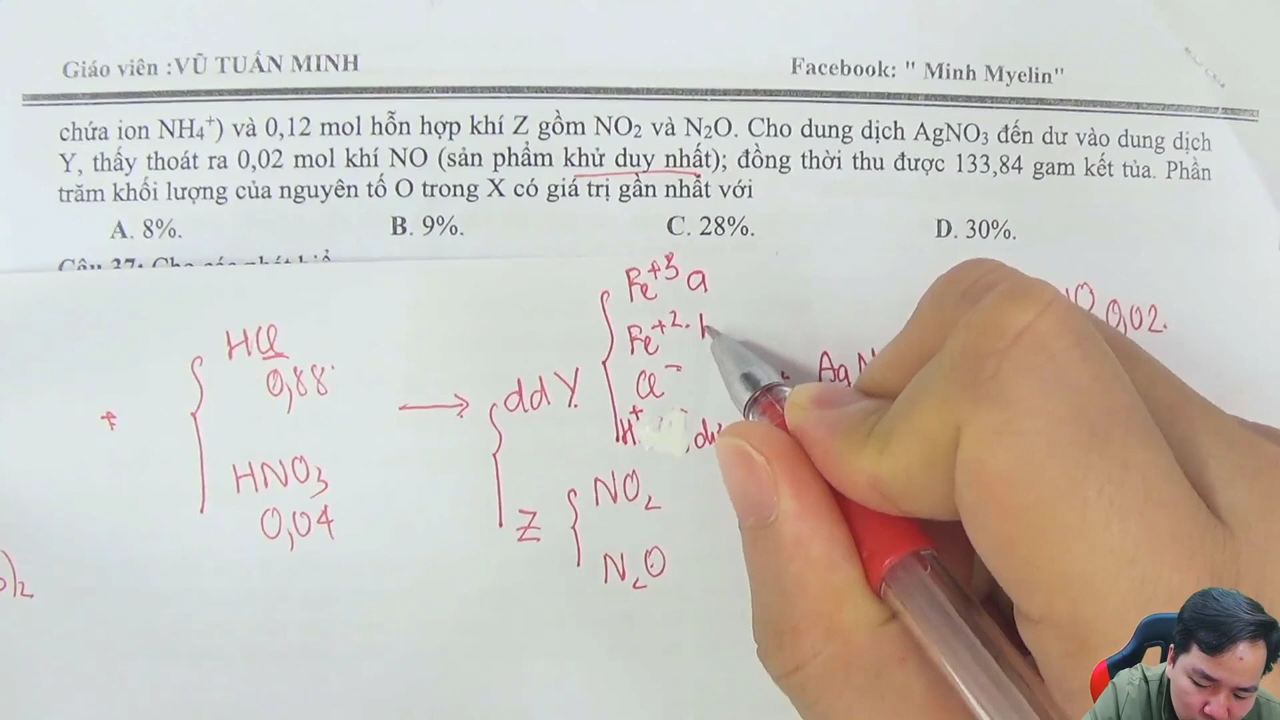 Giáo viên :VŨ TUẤN MINH
Facebook: " Minh Myelin"
chứa ion NH₄⁺) và 0,12 mol hỗn hợp khí Z gồm NO₂ và N₂O. Cho dung dịch AgNO₃ đến dư vào dung dịch
Y, thấy thoát ra 0,02 mol khí NO (sản phẩm khử duy nhất); đồng thời thu được 133,84 gam kết tủa. Phần
trăm khối lượng của nguyên tố O trong X có giá trị gần nhất với
A. 8%. B. 9%. C. 28%. D. 30%.
Câu 37:
Fe⁺³ a
Fe⁺².
Cl⁻
H⁺ dư
HCl
0,88
+
HNO₃
0,04
→ ddY
Z
NO₂
N₂O
0,02.
)₂